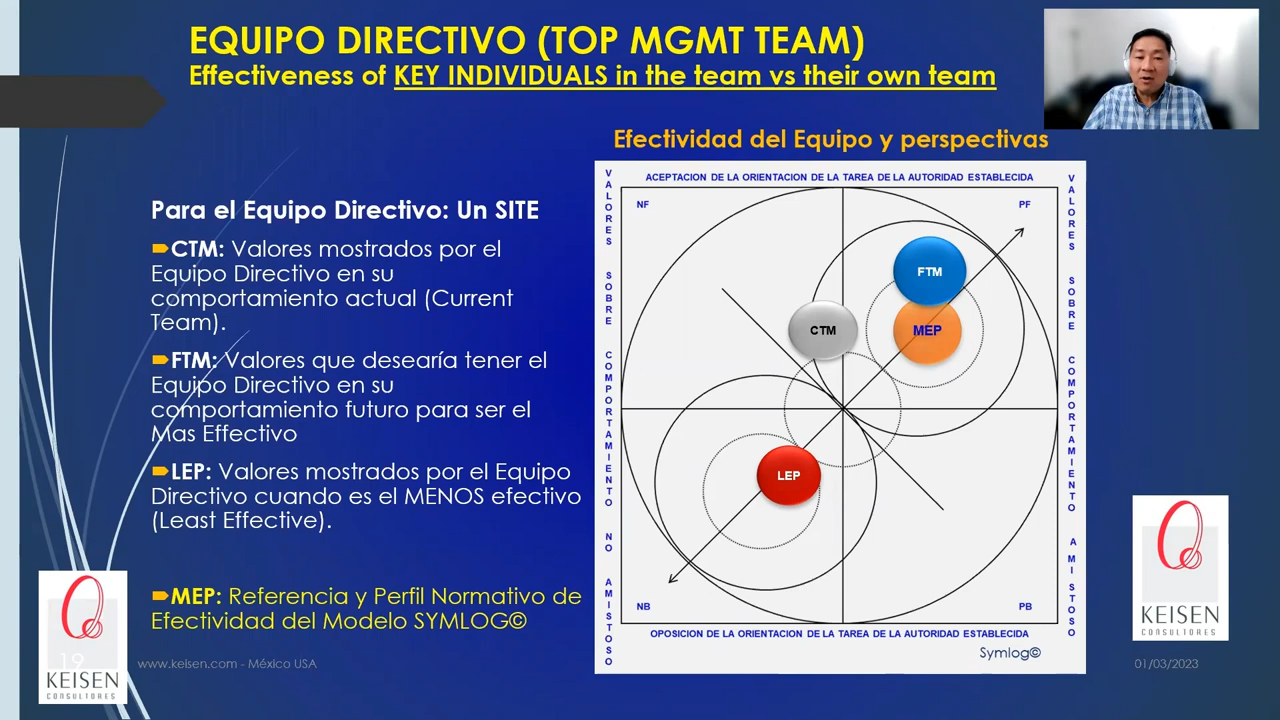 EQUIPO DIRECTIVO (TOP MGMT TEAM)
Effectiveness of KEY INDIVIDUALS in the team vs their own team
Efectividad del Equipo y perspectivas
Para el Equipo Directivo: Un SITE
CTM: Valores mostrados por el
Equipo Directivo en su
comportamiento actual (Current
Team).
FTM: Valores que desearía tener el
Equipo Directivo en su
comportamiento futuro para ser el
Mas Effectivo
LEP: Valores mostrados por el Equipo
Directivo cuando es el MENOS efectivo
(Least Effective).
MEP: Referencia y Perfil Normativo de
Efectividad del Modelo SYMLOG©
ACEPTACION DE LA ORIENTACION DE LA TAREA DE LA AUTORIDAD ESTABLECIDA
VALORES SOBRE COMPORTAMIENTO NO AMISTOSO
NF
PF
FTM
CTM
MEP
LEP
NB
PB
VALORES SOBRE COMPORTAMIENTO AMISTOSO
OPOSICION DE LA ORIENTACION DE LA TAREA DE LA AUTORIDAD ESTABLECIDA
Symlog©
KEISEN
CONSULTORES
19
KEISEN
CONSULTORES
www.keisen.com - México USA
01/03/2023